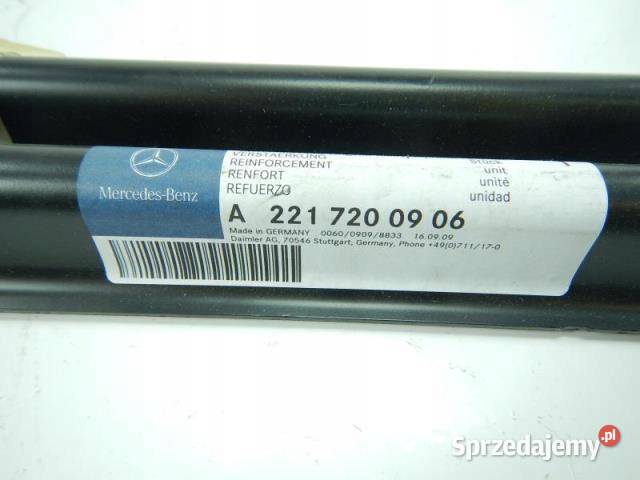 VERSTAERKUNG
REINFORCEMENT
RENFORT
REFUERZO
Stück
unit
unité
unidad
Mercedes-Benz
A 221 720 09 06
Made in GERMANY 0060/0909/8833 16.09.09
Daimler AG, 70546 Stuttgart, Germany, Phone +49(0)711/17-0
Sprzedajemy.pl